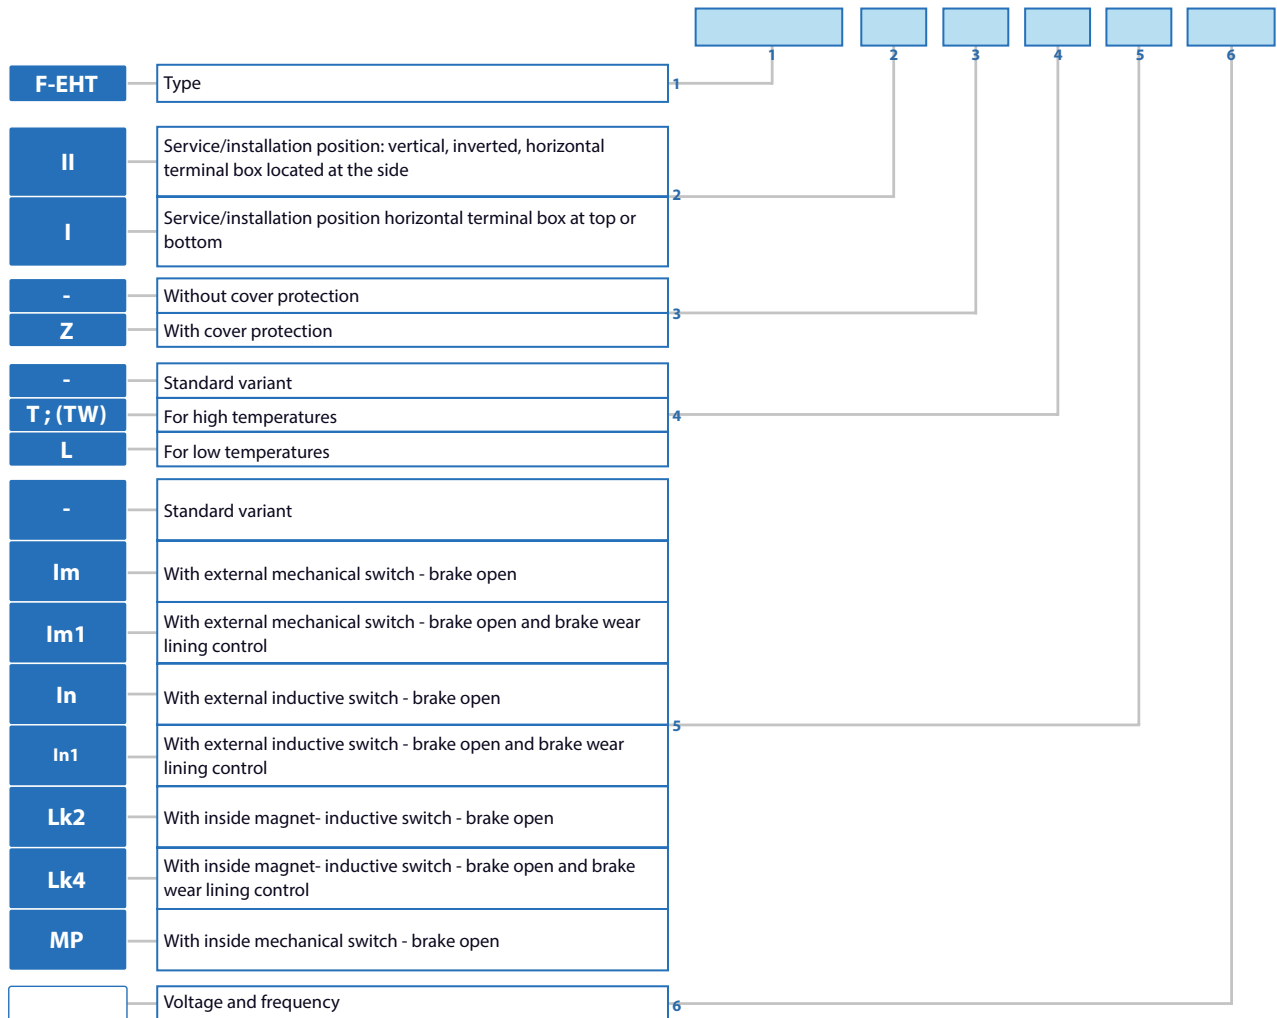 1 2 3 4 5 6
F-EHT Type 1
II Service/installation position: vertical, inverted, horizontal
terminal box located at the side
2
I Service/installation position horizontal terminal box at top or
bottom
- Without cover protection
3
Z With cover protection
- Standard variant
T ; (TW) For high temperatures 4
L For low temperatures
- Standard variant
Im With external mechanical switch - brake open
Im1 With external mechanical switch - brake open and brake wear
lining control
In With external inductive switch - brake open
5
In1 With external inductive switch - brake open and brake wear
lining control
Lk2 With inside magnet- inductive switch - brake open
Lk4 With inside magnet- inductive switch - brake open and brake
wear lining control
MP With inside mechanical switch - brake open
Voltage and frequency 6